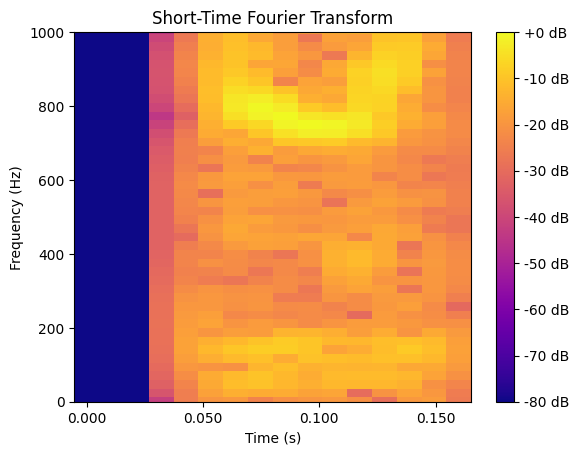 Short-Time Fourier Transform
1000
800
600
400
200
0
Frequency (Hz)
0.000
0.050
0.100
0.150
Time (s)
+0 dB
-10 dB
-20 dB
-30 dB
-40 dB
-50 dB
-60 dB
-70 dB
-80 dB